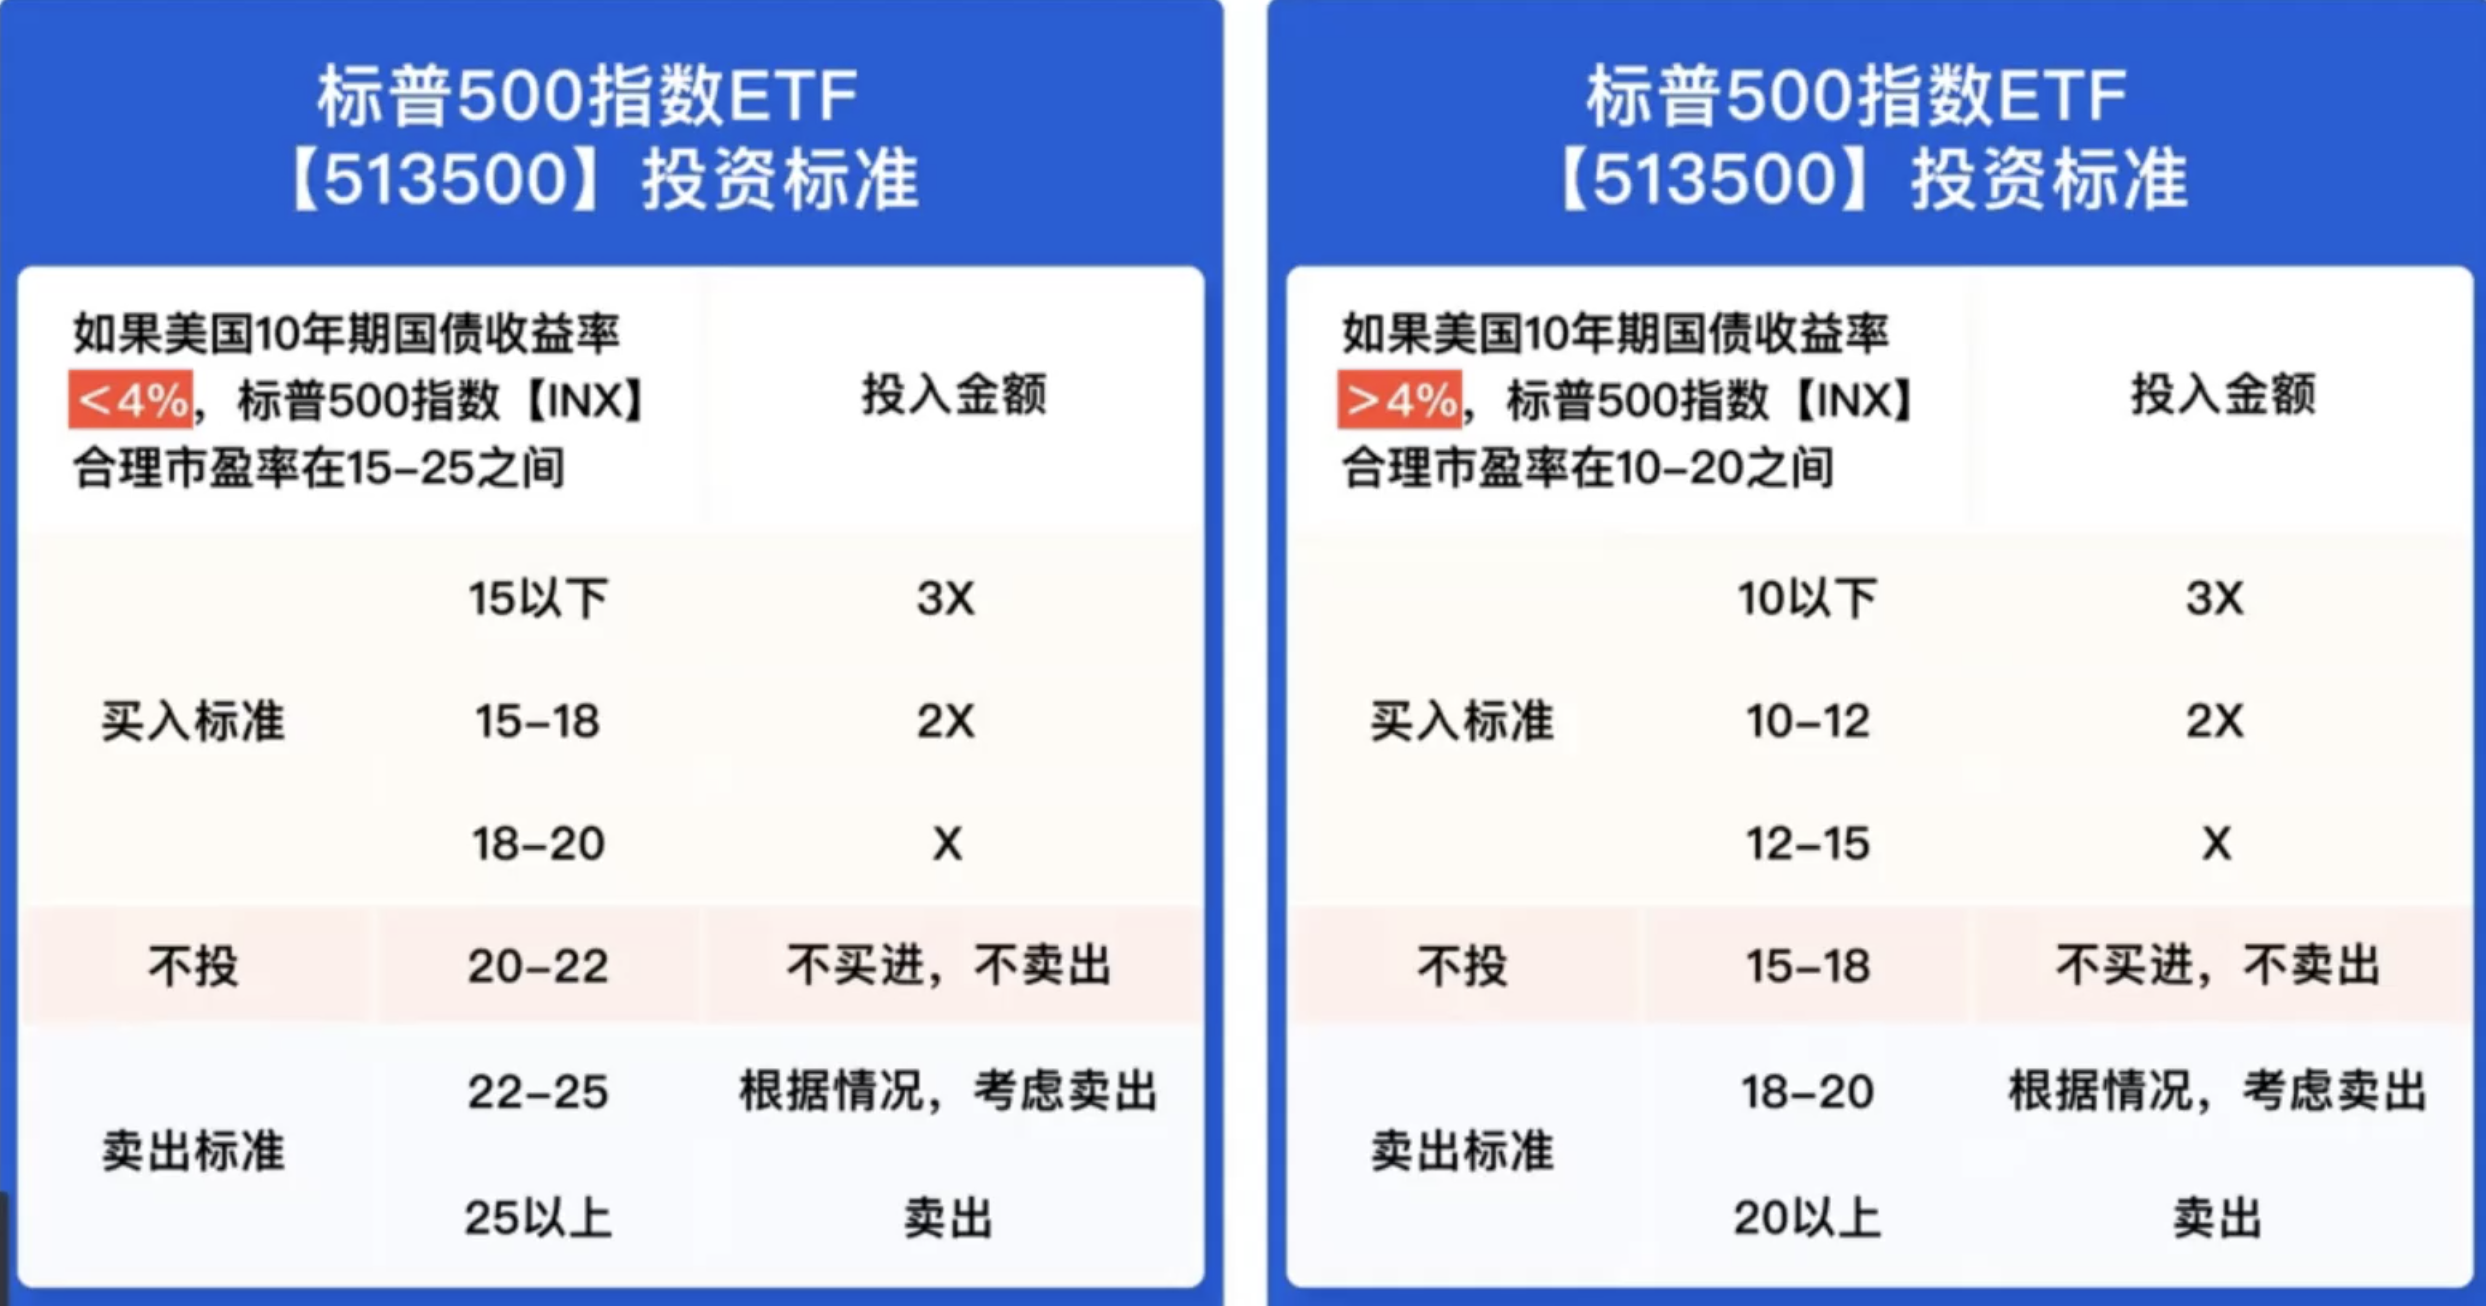 标普500指数ETF
【513500】投资标准
如果美国10年期国债收益率
<4%，标普500指数【INX】
合理市盈率在15-25之间
投入金额
15以下
3X
买入标准
15-18
2X
18-20
X
不投
20-22
不买进，不卖出
22-25
根据情况，考虑卖出
卖出标准
25以上
卖出
标普500指数ETF
【513500】投资标准
如果美国10年期国债收益率
>4%，标普500指数【INX】
合理市盈率在10-20之间
投入金额
10以下
3X
买入标准
10-12
2X
12-15
X
不投
15-18
不买进，不卖出
18-20
根据情况，考虑卖出
卖出标准
20以上
卖出